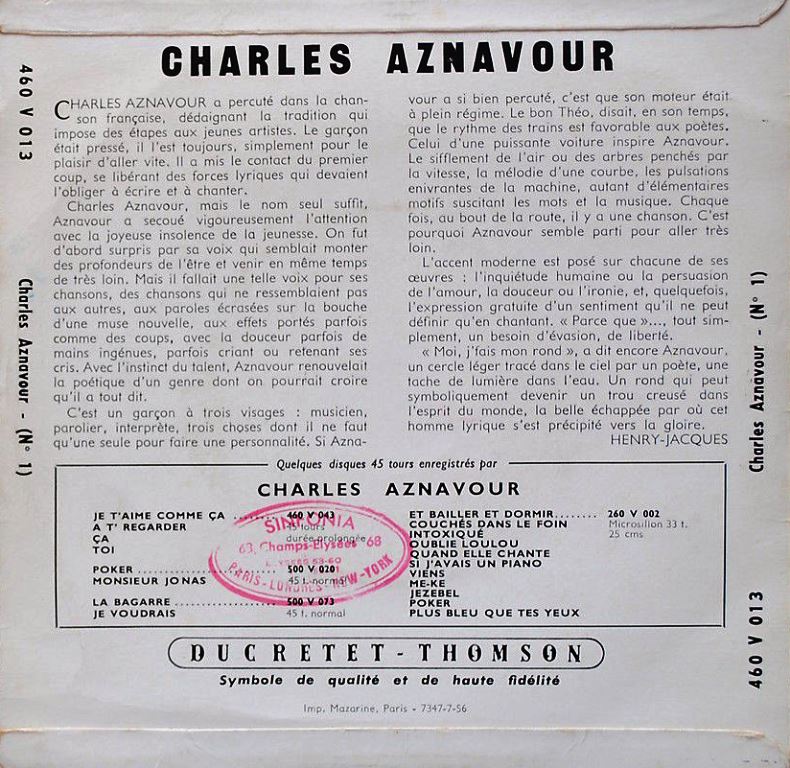 CHARLES AZNAVOUR
CHARLES AZNAVOUR a percuté dans la chan-
son française, dédaignant la tradition qui
impose des étapes aux jeunes artistes. Le garçon
était pressé, il l'est toujours, simplement pour le
plaisir d'aller vite. Il a mis le contact du premier
coup, se libérant des forces lyriques qui devaient
l'obliger à écrire et à chanter.
Charles Aznavour, mais le nom seul suffit,
Aznavour a secoué vigoureusement l'attention
avec la joyeuse insolence de la jeunesse. On fut
d'abord surpris par sa voix qui semblait monter
des profondeurs de l'être et venir en même temps
de très loin. Mais il fallait une telle voix pour ses
chansons, des chansons qui ne ressemblaient pas
aux autres, aux paroles écrasées sur la bouche
d'une muse nouvelle, aux effets portés parfois
comme des coups, avec la douceur parfois de
mains ingénues, parfois criant ou retenant ses
cris. Avec l'instinct du talent, Aznavour renouvelait
la poétique d'un genre dont on pourrait croire
qu'il a tout dit.
C'est un garçon à trois visages : musicien,
parolier, interprète, trois choses dont il ne faut
qu'une seule pour faire une personnalité. Si Azna-
vour a si bien percuté, c'est que son moteur était
à plein régime. Le bon Théo, disait, en son temps,
que le rythme des trains est favorable aux poètes.
Celui d'une puissante voiture inspire Aznavour.
Le sifflement de l'air ou des arbres penchés par
la vitesse, la mélodie d'une courbe, les pulsations
enivrantes de la machine, autant d'élémentaires
motifs suscitant les mots et la musique. Chaque
fois, au bout de la route, il y a une chanson. C'est
pourquoi Aznavour semble parti pour aller très
loin.
L'accent moderne est posé sur chacune de ses
œuvres : l'inquiétude humaine ou la persuasion
de l'amour, la douceur ou l'ironie, et, quelquefois,
l'expression gratuite d'un sentiment qu'il ne peut
définir qu'en chantant. « Parce que »..., tout sim-
plement, un besoin d'évasion, de liberté.
« Moi, j'fais mon rond », a dit encore Aznavour,
un cercle léger tracé dans le ciel par un poète, une
tache de lumière dans l'eau. Un rond qui peut
symboliquement devenir un trou creusé dans
l'esprit du monde, la belle échappée par où cet
homme lyrique s'est précipité vers la gloire.
HENRY-JACQUES
460 V 013
Charles Aznavour - (N° 1)
Charles Aznavour - (N° 1)
460 V 013
Quelques disques 45 tours enregistrés par
CHARLES AZNAVOUR
JE T'AIME COMME ÇA ........ 460 V 043
A T' REGARDER 45 tours
ÇA durée prolongée
TOI
POKER ........................ 500 V 0201
MONSIEUR JONAS 45 t. normal
LA BAGARRE .................. 500 V 073
JE VOUDRAIS 45 t. normal
ET BAILLER ET DORMIR........ 260 V 002
COUCHÉS DANS LE FOIN Microsillon 33 t.
INTOXIQUÉ 25 cms
OUBLIE LOULOU
QUAND ELLE CHANTE
SI J'AVAIS UN PIANO
VIENS
ME-KE
JEZEBEL
POKER
PLUS BLEU QUE TES YEUX
SINFONIA
68, Champs-Elysées 68
PARIS - LONDRES - NEW-YORK
DUCRETET - THOMSON
Symbole de qualité et de haute fidélité
Imp. Mazarine, Paris - 7347-7-56